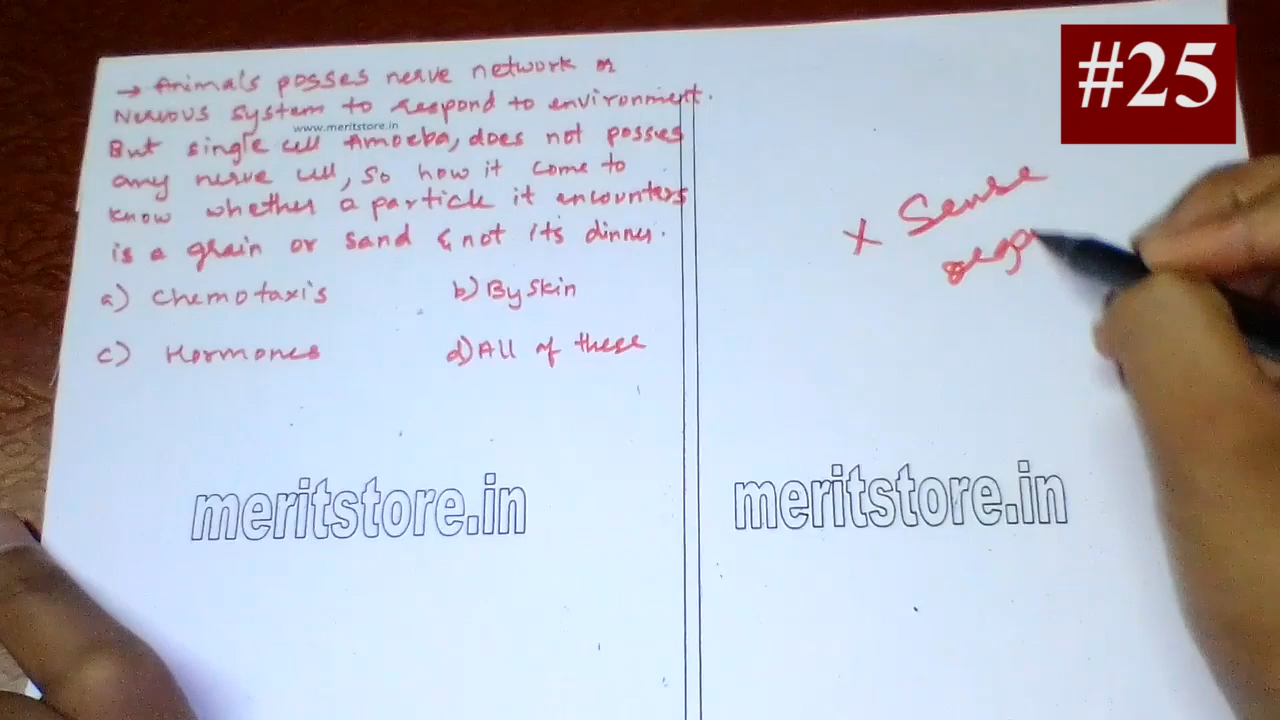 #25
→ Animals posses nerve network or
Nervous system to respond to environment.
www.meritstore.in
But single cell Amoeba, does not posses
any nerve cell, so how it come to
know whether a particle it encounters
is a grain or sand & not its dinner.
a) Chemotaxis b) By skin
c) Hormones d) All of these
x Sense
orga
meritstore.in meritstore.in